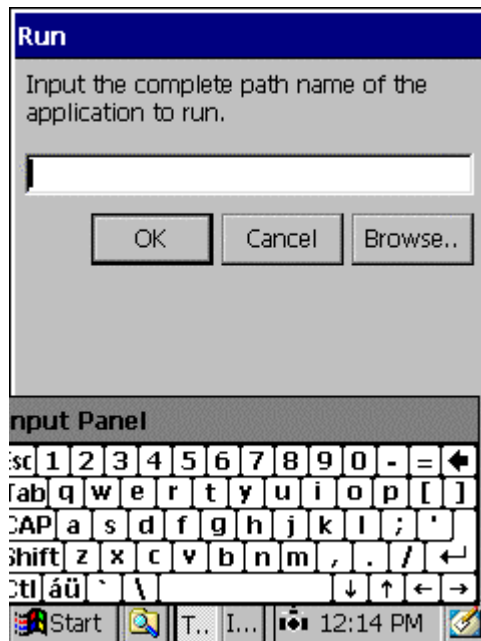 Run
Input the complete path name of the
application to run.
OK Cancel Browse..
nput Panel
sc 1 2 3 4 5 6 7 8 9 0 - =
Tab q w e r t y u i o p [ ]
CAP a s d f g h j k l ; '
Shift z x c v b n m , . /
Ctl áü ` \ ↓ ↑ ← →
Start T.. I... 12:14 PM